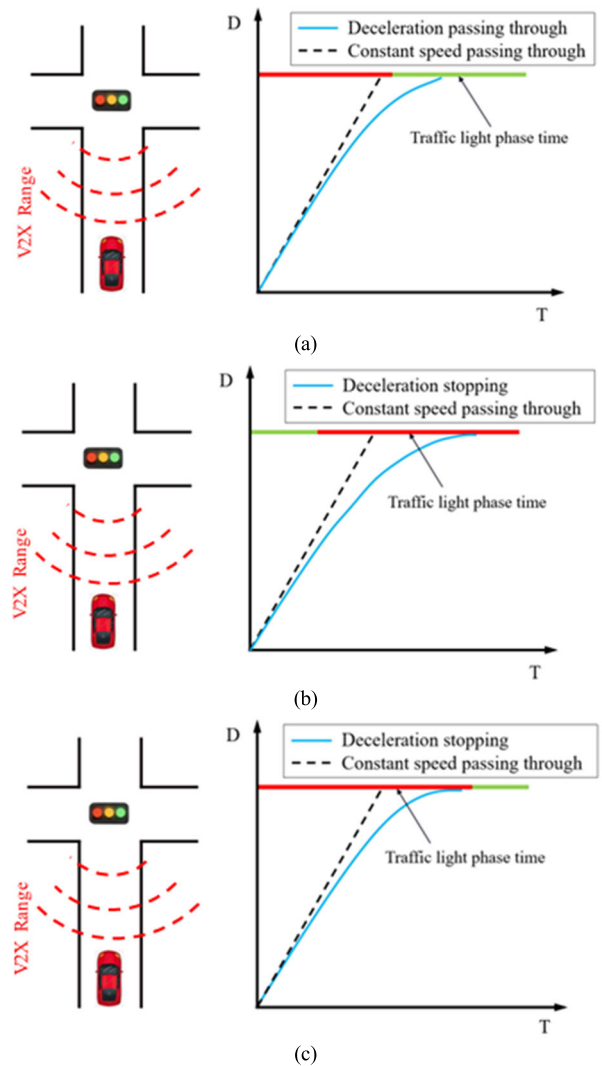 D
Deceleration passing through
Constant speed passing through
Traffic light phase time
V2X Range
T
(a)
D
Deceleration stopping
Constant speed passing through
Traffic light phase time
V2X Range
T
(b)
D
Deceleration stopping
Constant speed passing through
Traffic light phase time
V2X Range
T
(c)